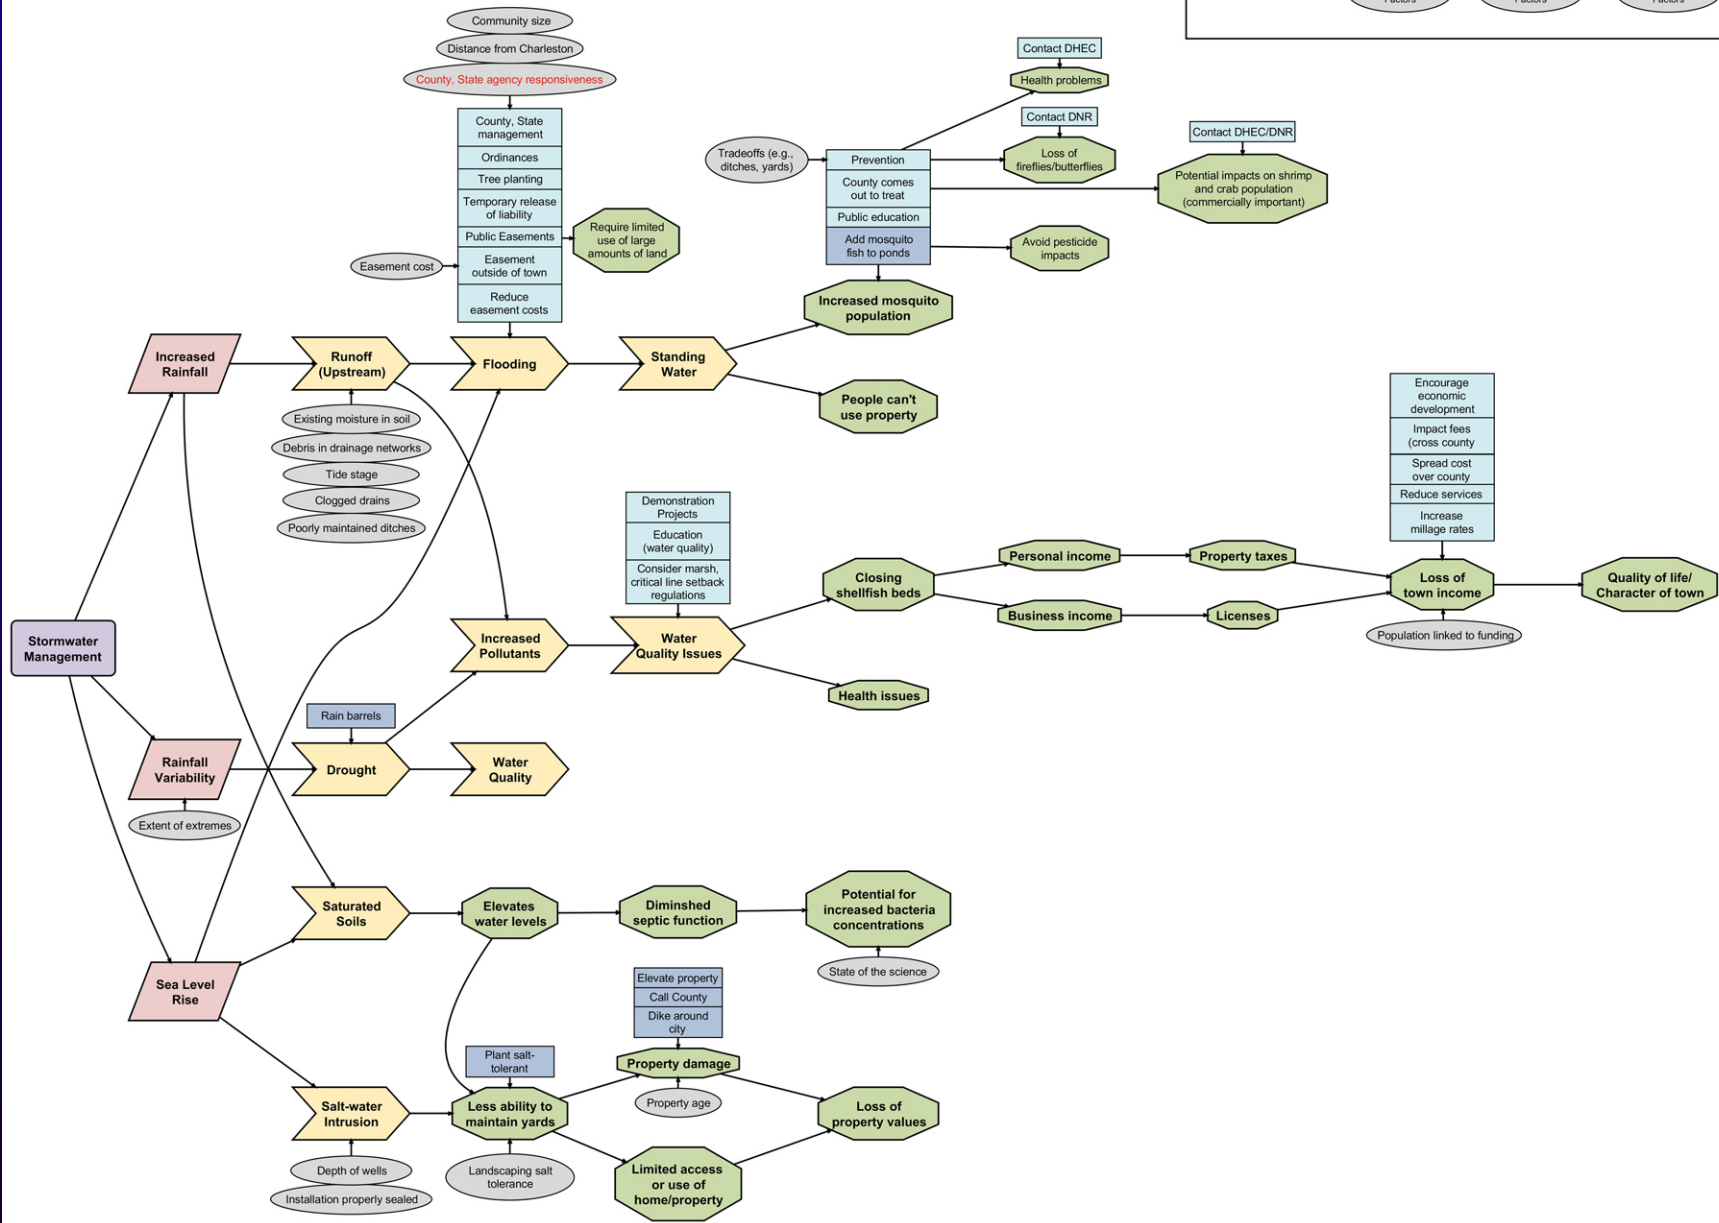 Factors
Factors
Factors
Community size
Distance from Charleston
County, State agency responsiveness
County, State
management
Ordinances
Tree planting
Temporary release
of liability
Public Easements
Easement
outside of town
Reduce
easement costs
Easement cost
Require limited
use of large
amounts of land
Contact DHEC
Health problems
Contact DNR
Loss of
fireflies/butterflies
Contact DHEC/DNR
Potential impacts on shrimp
and crab population
(commercially important)
Tradeoffs (e.g.,
ditches, yards)
Prevention
County comes
out to treat
Public education
Add mosquito
fish to ponds
Avoid pesticide
impacts
Increased mosquito
population
Increased
Rainfall
Runoff
(Upstream)
Flooding
Standing
Water
People can't
use property
Existing moisture in soil
Debris in drainage networks
Tide stage
Clogged drains
Poorly maintained ditches
Encourage
economic
development
Impact fees
(cross county
Spread cost
over county
Reduce services
Increase
millage rates
Demonstration
Projects
Education
(water quality)
Consider marsh,
critical line setback
regulations
Stormwater
Management
Increased
Pollutants
Water
Quality Issues
Closing
shellfish beds
Personal income
Property taxes
Business income
Licenses
Loss of
town income
Quality of life/
Character of town
Population linked to funding
Health issues
Rain barrels
Rainfall
Variability
Drought
Water
Quality
Extent of extremes
Saturated
Soils
Elevates
water levels
Diminshed
septic function
Potential for
increased bacteria
concentrations
State of the science
Sea Level
Rise
Elevate property
Call County
Dike around
city
Plant salt-
tolerant
Property damage
Property age
Salt-water
Intrusion
Less ability to
maintain yards
Loss of
property values
Depth of wells
Installation properly sealed
Landscaping salt
tolerance
Limited access
or use of
home/property